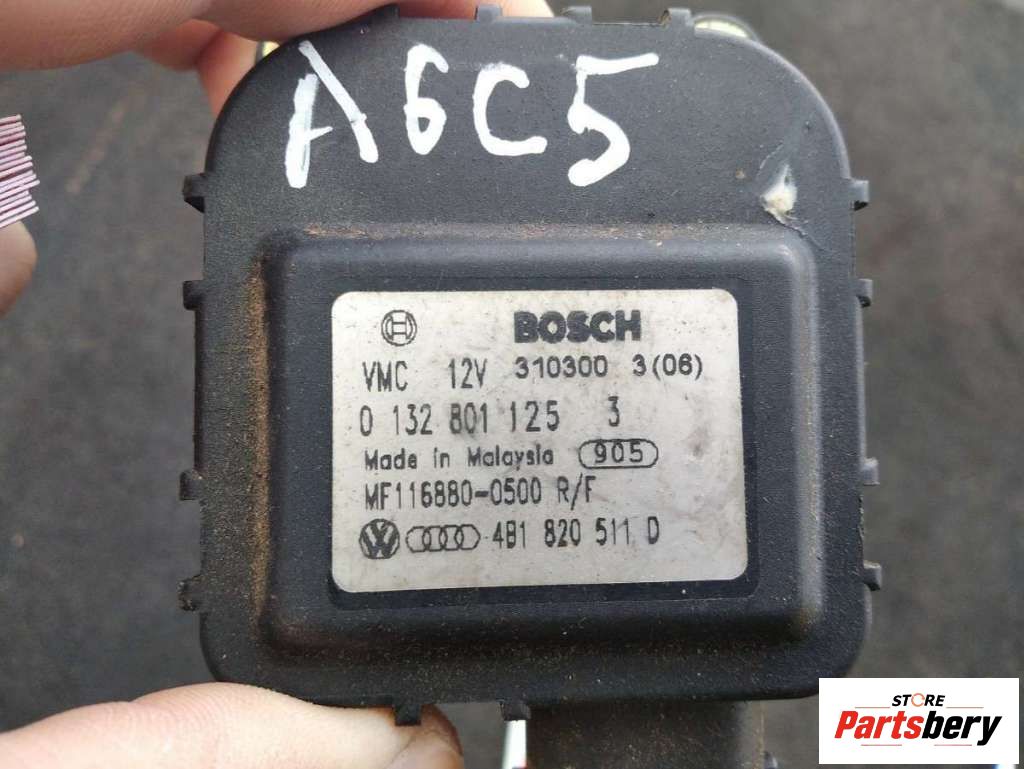 A6C5
BOSCH
VMC 12V 310300 3(06)
0 132 801 125 3
Made in Malaysia 905
MF116880-0500 R/F
4B1 820 511 D
STORE
Partsbery